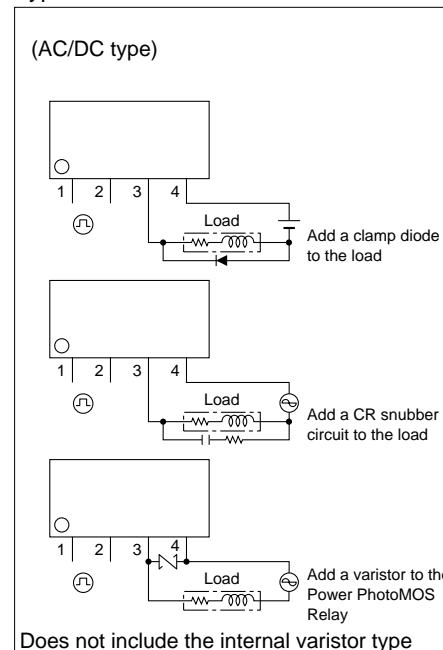 (AC/DC type)
1 2 3 4
Load
Add a clamp diode
to the load
1 2 3 4
Load
Add a CR snubber
circuit to the load
1 2 3 4
Load
Add a varistor to the
Power PhotoMOS
Relay
Does not include the internal varistor type